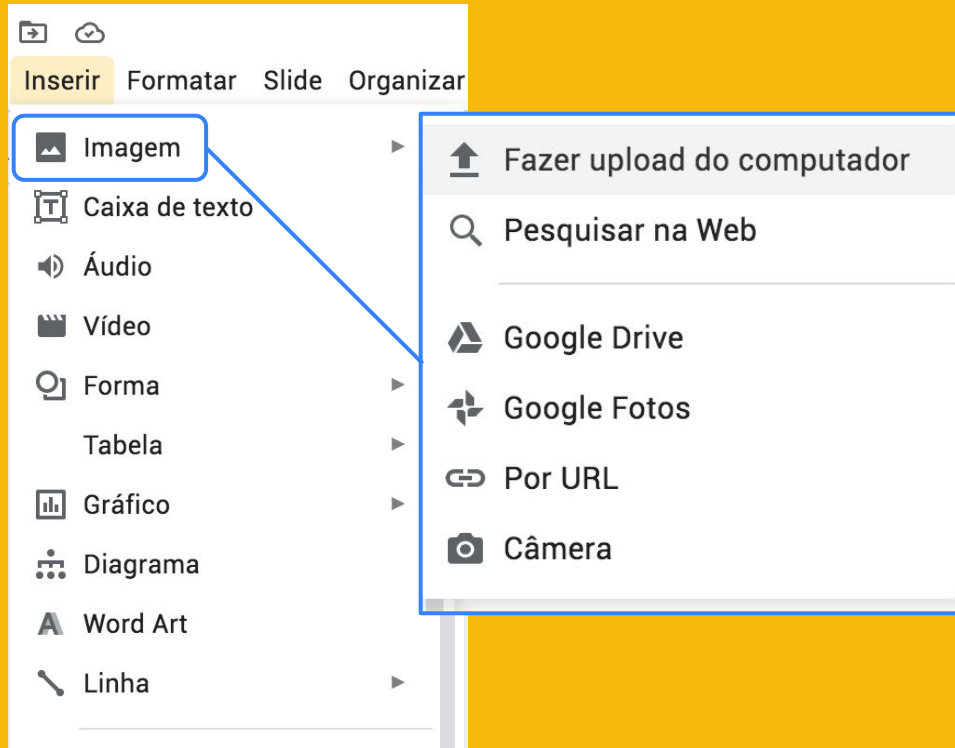 Inserir Formatar Slide Organizar
Imagem
Caixa de texto
Áudio
Vídeo
Forma
Tabela
Gráfico
Diagrama
Word Art
Linha
Fazer upload do computador
Pesquisar na Web
Google Drive
Google Fotos
Por URL
Câmera